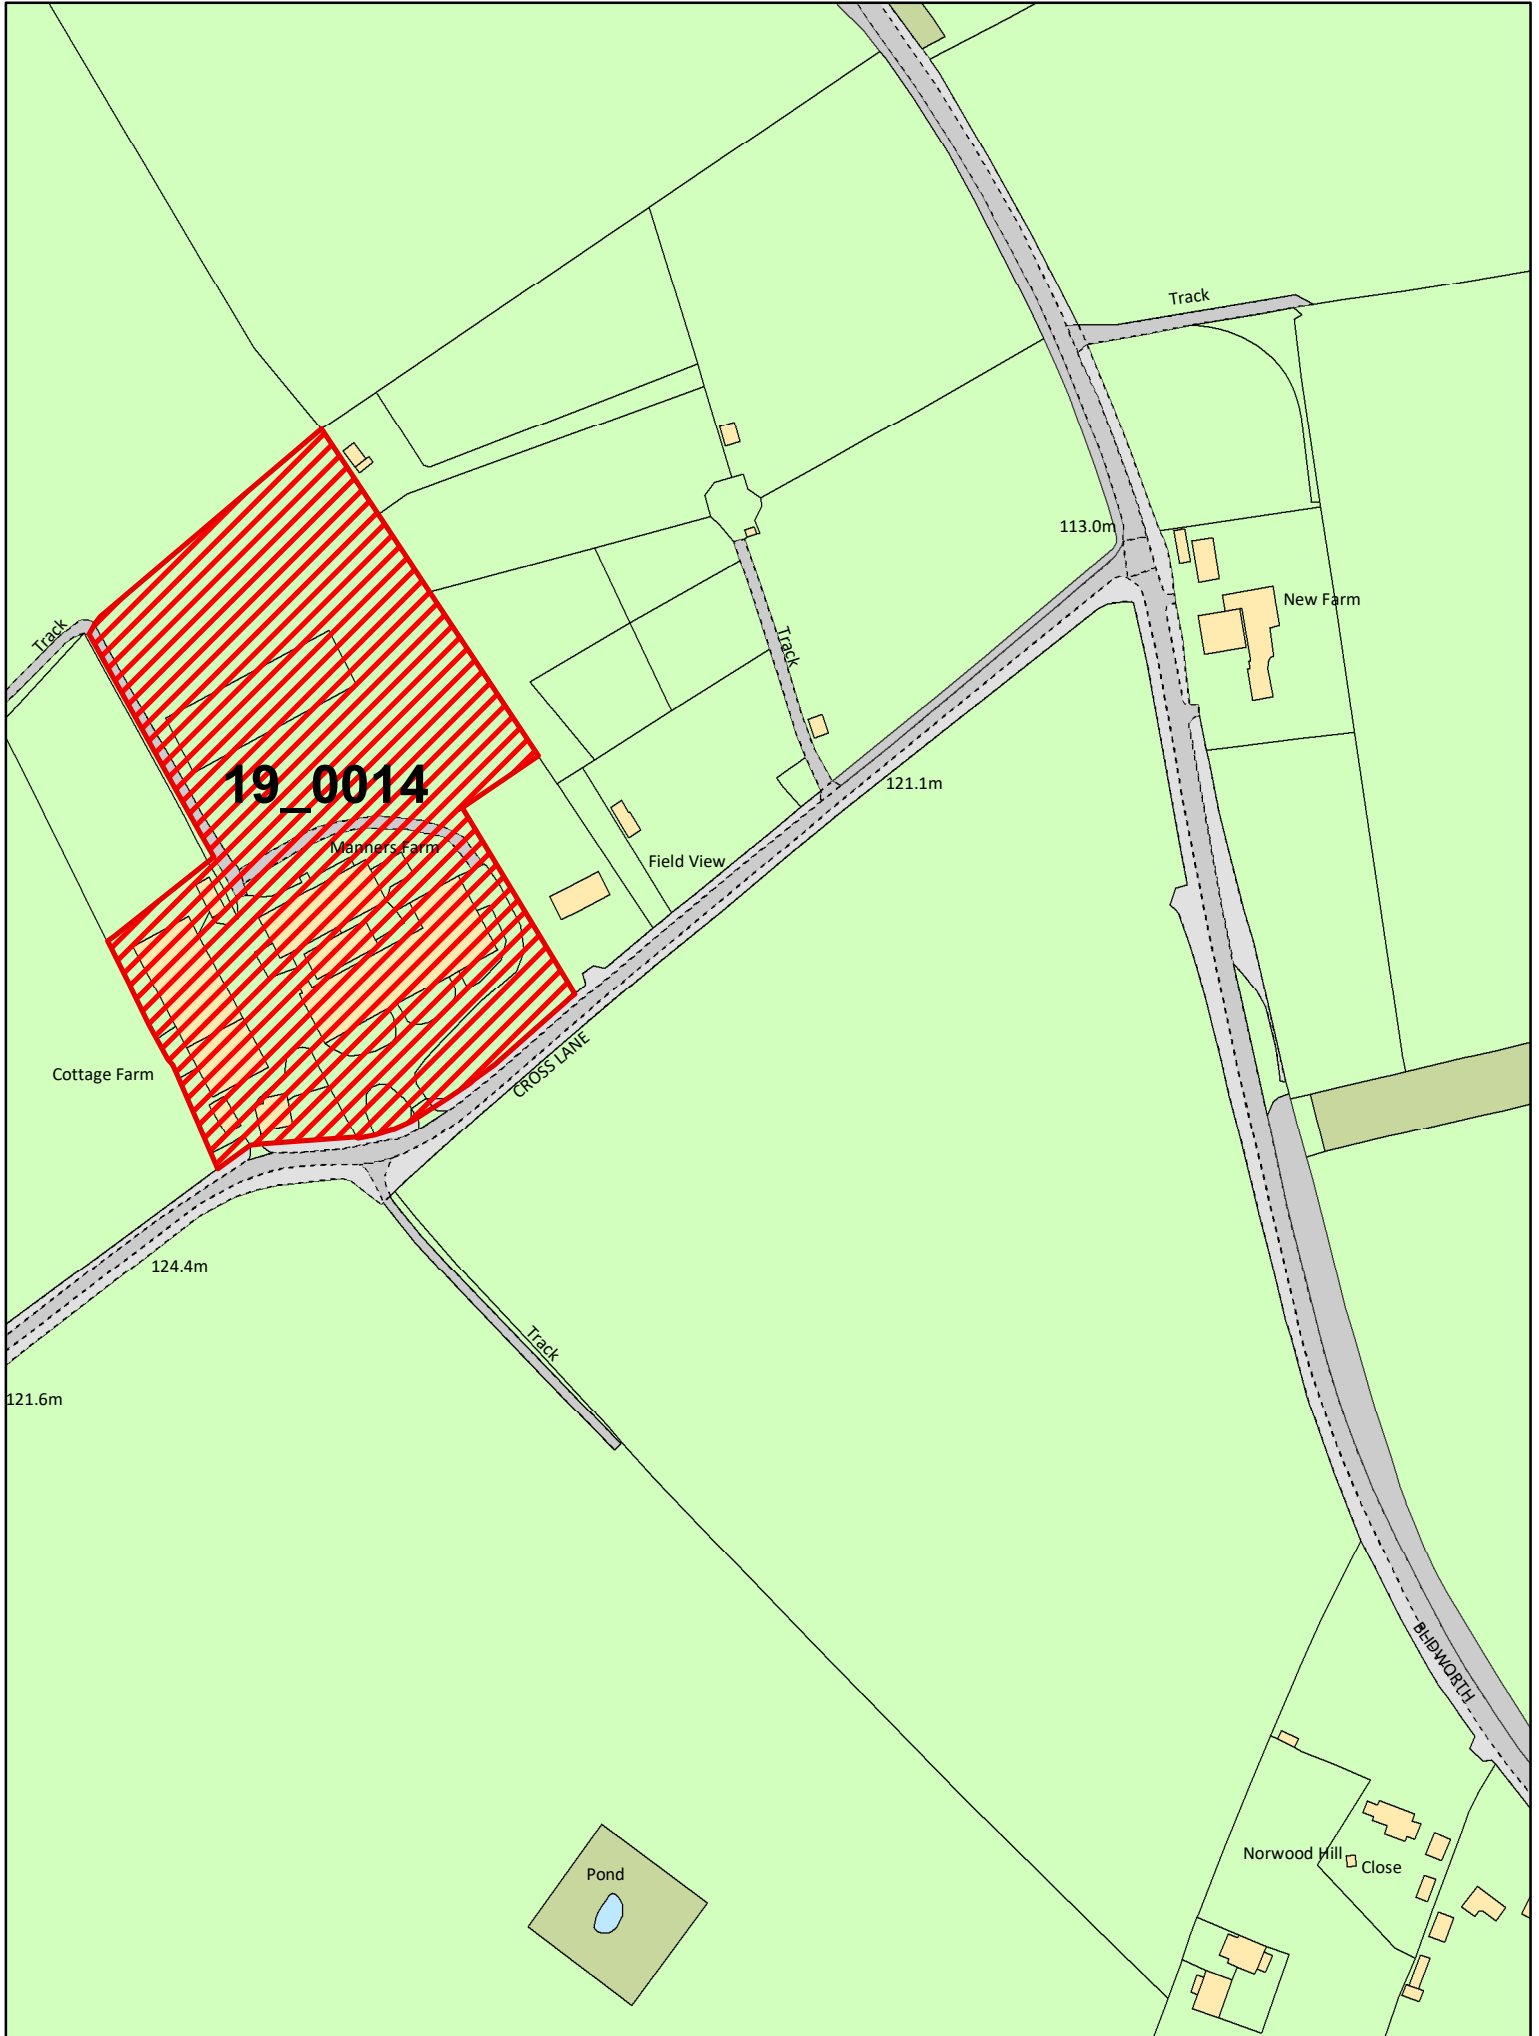 Track
113.0m
New Farm
Track
Track
19_0014
121.1m
Manners Farm
Field View
CROSS LANE
Cottage Farm
124.4m
Track
121.6m
BLIDWORTH
Norwood Hill
Close
Pond